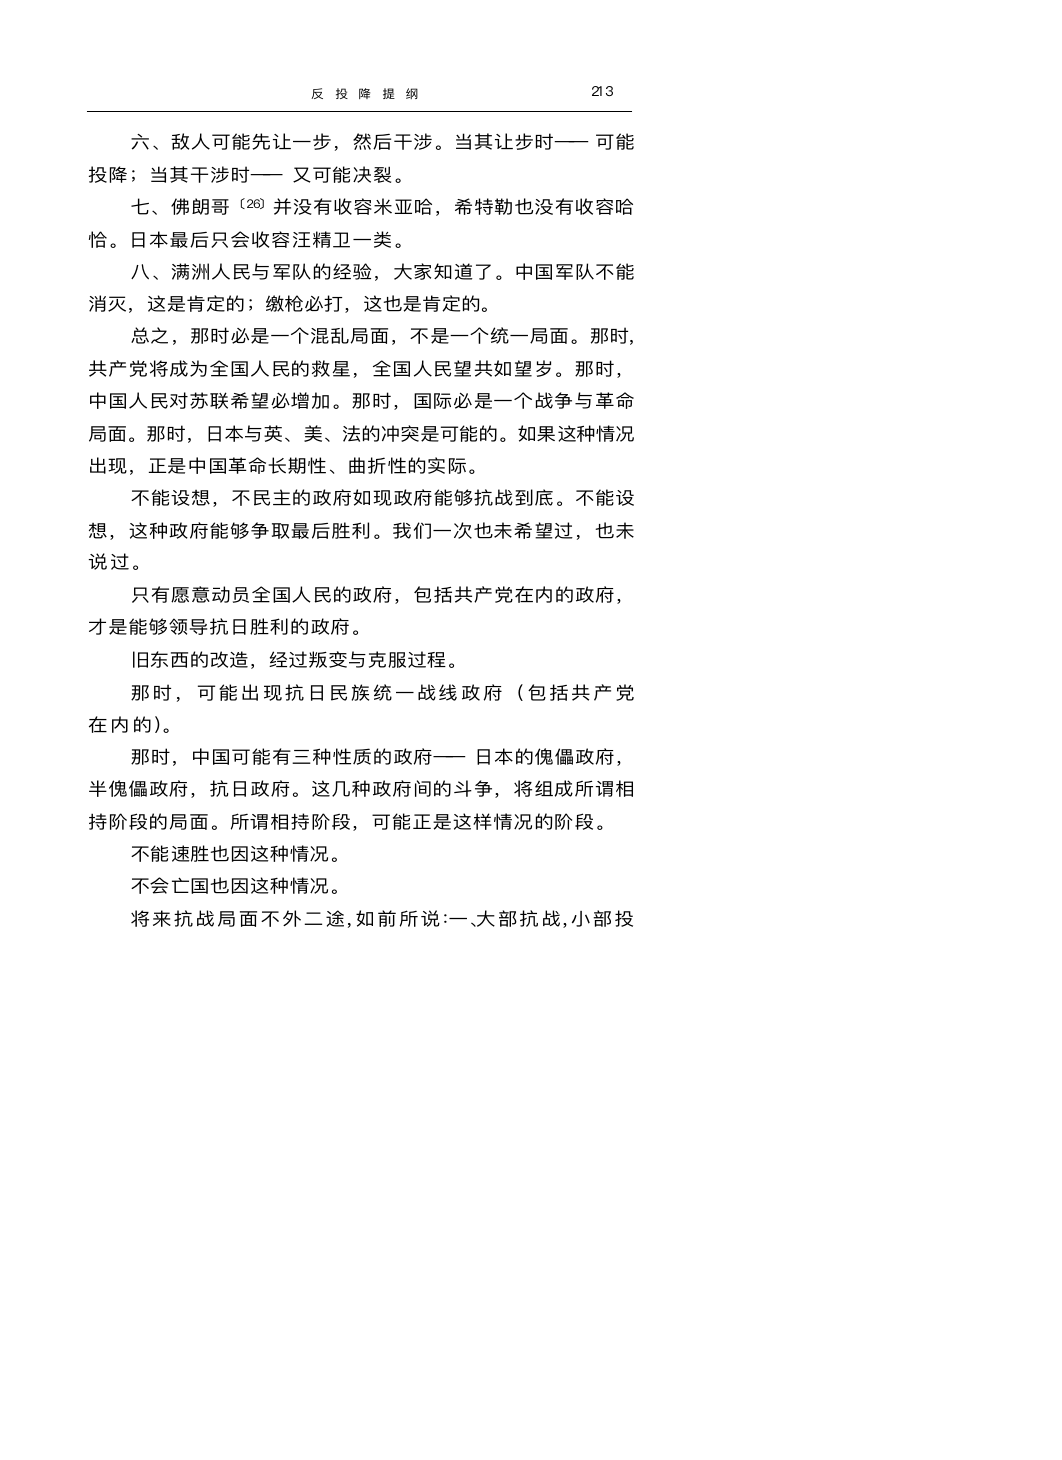 反投降提纲 213
六、敌人可能先让一步，然后干涉。当其让步时——可能
投降；当其干涉时——又可能决裂。
七、佛朗哥〔26〕并没有收容米亚哈，希特勒也没有收容哈
恰。日本最后只会收容汪精卫一类。
八、满洲人民与军队的经验，大家知道了。中国军队不能
消灭，这是肯定的；缴枪必打，这也是肯定的。
总之，那时必是一个混乱局面，不是一个统一局面。那时，
共产党将成为全国人民的救星，全国人民望共如望岁。那时，
中国人民对苏联希望必增加。那时，国际必是一个战争与革命
局面。那时，日本与英、美、法的冲突是可能的。如果这种情况
出现，正是中国革命长期性、曲折性的实际。
不能设想，不民主的政府如现政府能够抗战到底。不能设
想，这种政府能够争取最后胜利。我们一次也未希望过，也未
说过。
只有愿意动员全国人民的政府，包括共产党在内的政府，
才是能够领导抗日胜利的政府。
旧东西的改造，经过叛变与克服过程。
那时，可能出现抗日民族统一战线政府（包括共产党
在内的）。
那时，中国可能有三种性质的政府——日本的傀儡政府，
半傀儡政府，抗日政府。这几种政府间的斗争，将组成所谓相
持阶段的局面。所谓相持阶段，可能正是这样情况的阶段。
不能速胜也因这种情况。
不会亡国也因这种情况。
将来抗战局面不外二途，如前所说：一、大部抗战，小部投